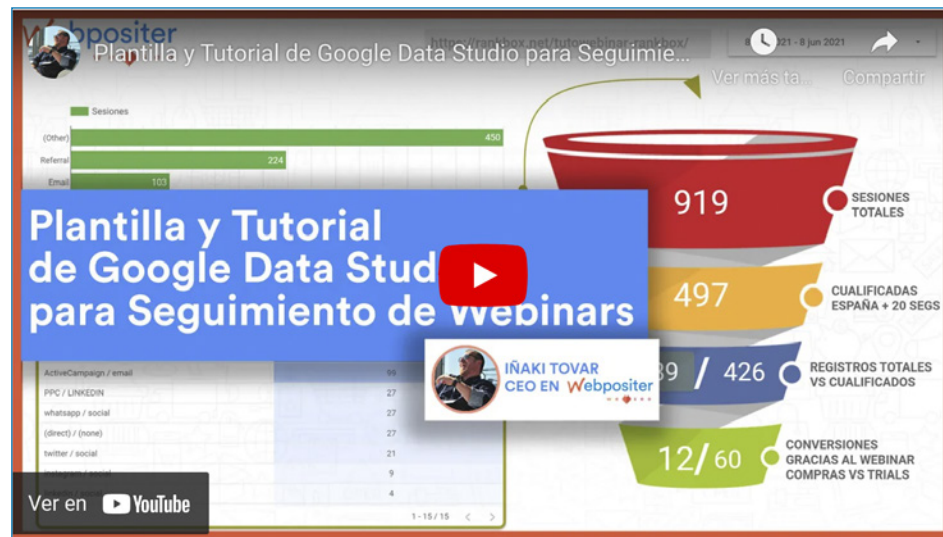 Webpositer
Plantilla y Tutorial de Google Data Studio para Seguimie...
https://rankbox.net/tutowebinar-rankbox/
2021 - 8 jun 2021
Ver más ta...
Compartir
Sesiones
(Other)
450
Referral
224
Email
103
Plantilla y Tutorial
de Google Data Stud
para Seguimiento de Webinars
IÑAKI TOVAR
CEO EN Webpositer
ActiveCampaign / email 99
PPC / LINKEDIN 27
whatsapp / social 27
(direct) / (none) 27
twitter / social 21
instagram / social 9
4
1 - 15 / 15
919
SESIONES
TOTALES
497
CUALIFICADAS
ESPAÑA + 20 SEGS
39 / 426
REGISTROS TOTALES
VS CUALIFICADOS
12/ 60
CONVERSIONES
GRACIAS AL WEBINAR
COMPRAS VS TRIALS
Ver en YouTube